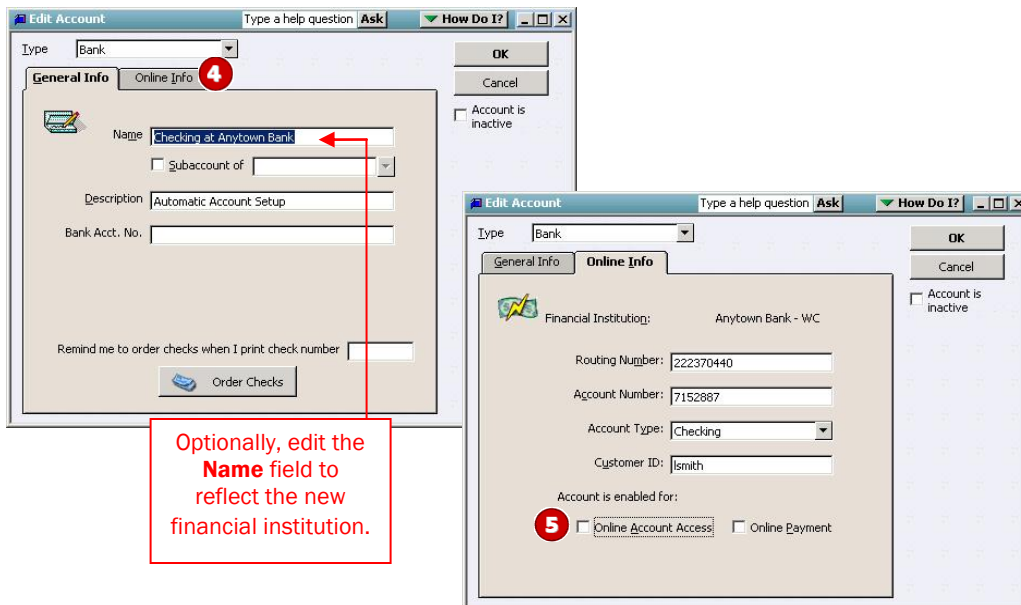 Edit Account
Type a help question Ask
How Do I?
Type Bank
OK
Cancel
Account is
inactive
General Info
Online Info
4
Name Checking at Anytown Bank
Subaccount of
Description Automatic Account Setup
Bank Acct. No.
Remind me to order checks when I print check number
Order Checks
Optionally, edit the
Name field to
reflect the new
financial institution.
Edit Account
Type a help question Ask
How Do I?
Type Bank
OK
Cancel
Account is
inactive
General Info
Online Info
Financial Institution: Anytown Bank - WC
Routing Number: 222370440
Account Number: 7152887
Account Type: Checking
Customer ID: lsmith
Account is enabled for:
5
Online Account Access
Online Payment